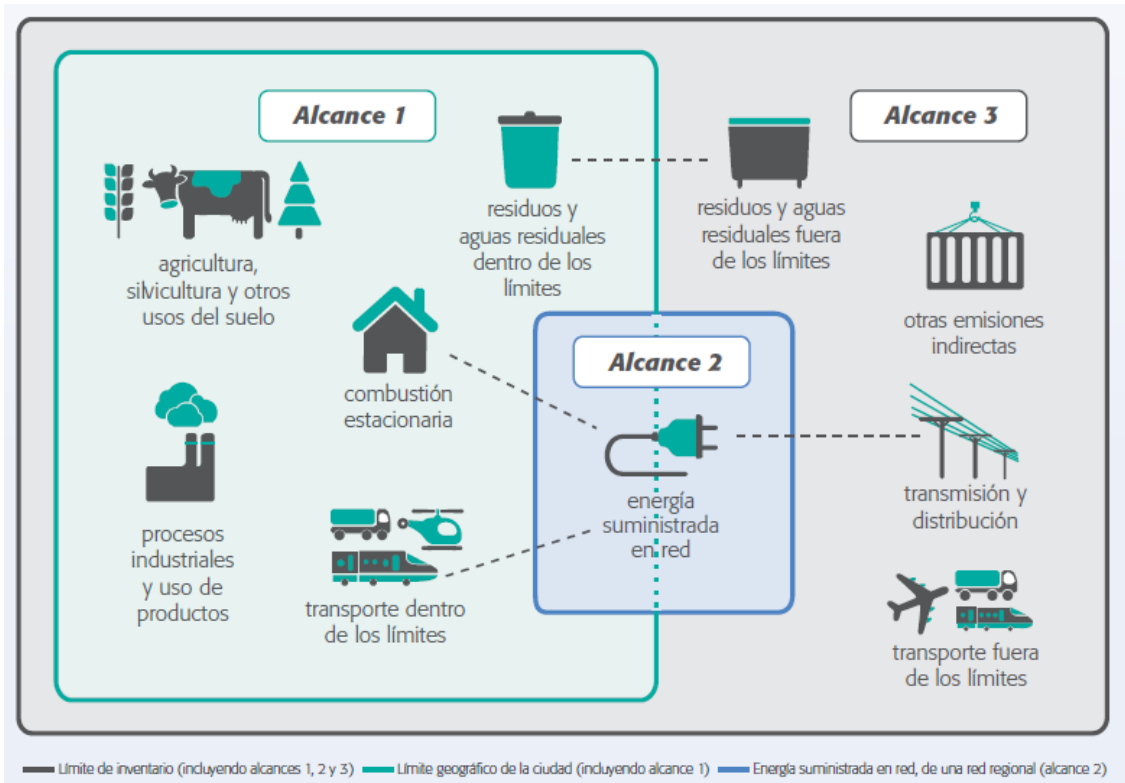 Alcance 1
Alcance 3
residuos y
aguas residuales
dentro de los
límites
residuos y aguas
residuales fuera
de los límites
agricultura,
silvicultura y otros
usos del suelo
otras emisiones
indirectas
Alcance 2
combustión
estacionaria
energía
suministrada
en red
transmisión y
distribución
procesos
industriales
y uso de
productos
transporte dentro
de los límites
transporte fuera
de los límites
Límite de inventario (incluyendo alcances 1, 2 y 3) Límite geográfico de la ciudad (incluyendo alcance 1) Energía suministrada en red, de una red regional (alcance 2)